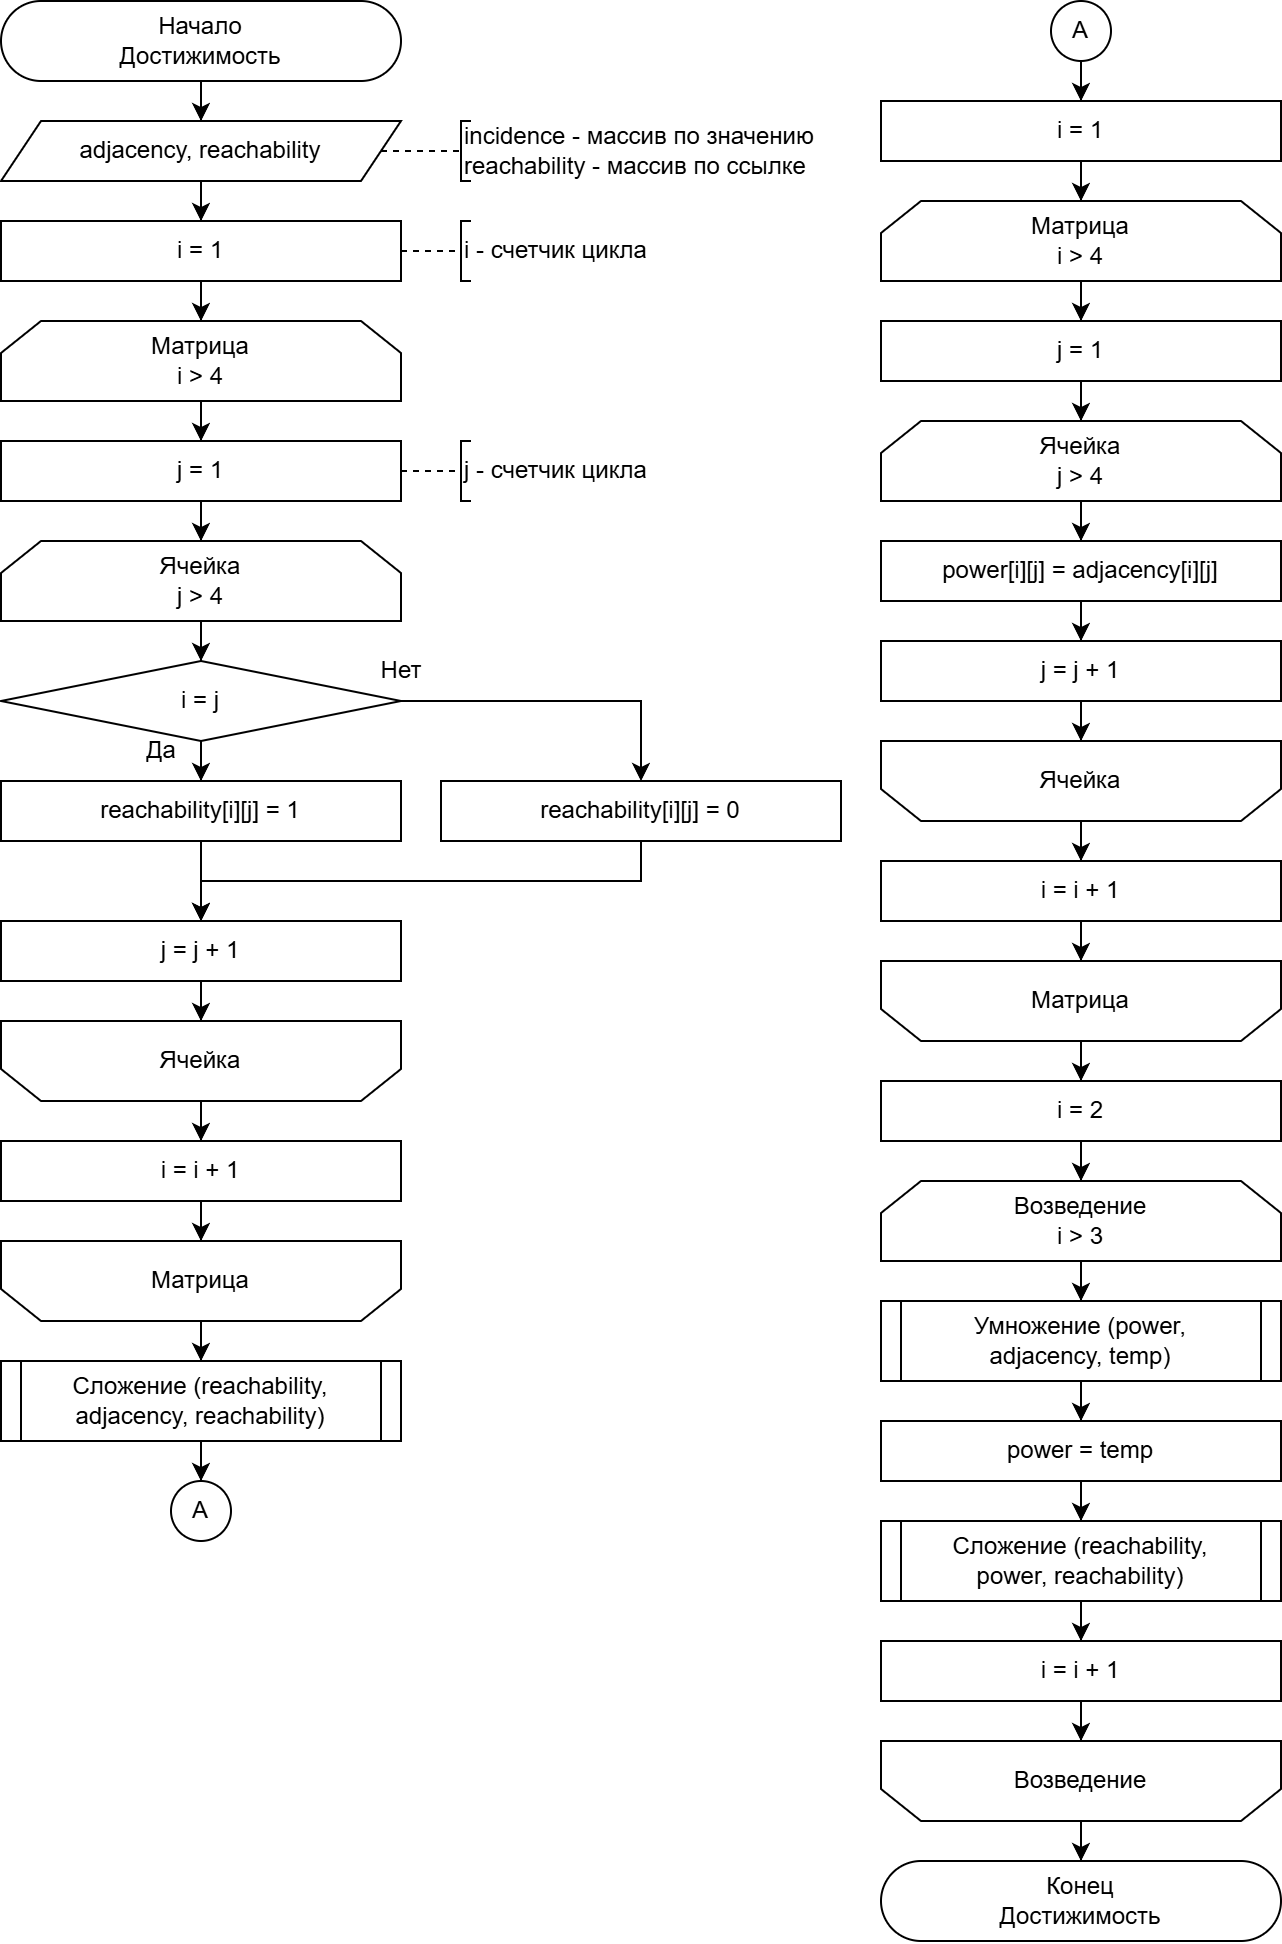 Начало
Достижимость
adjacency, reachability
incidence - массив по значению
reachability - массив по ссылке
i = 1
i - счетчик цикла
Матрица
i > 4
j = 1
j - счетчик цикла
Ячейка
j > 4
i = j
Нет
Да
reachability[i][j] = 1
reachability[i][j] = 0
j = j + 1
Ячейка
i = i + 1
Матрица
Сложение (reachability,
adjacency, reachability)
A
A
i = 1
Матрица
i > 4
j = 1
Ячейка
j > 4
power[i][j] = adjacency[i][j]
j = j + 1
Ячейка
i = i + 1
Матрица
i = 2
Возведение
i > 3
Умножение (power,
adjacency, temp)
power = temp
Сложение (reachability,
power, reachability)
i = i + 1
Возведение
Конец
Достижимость